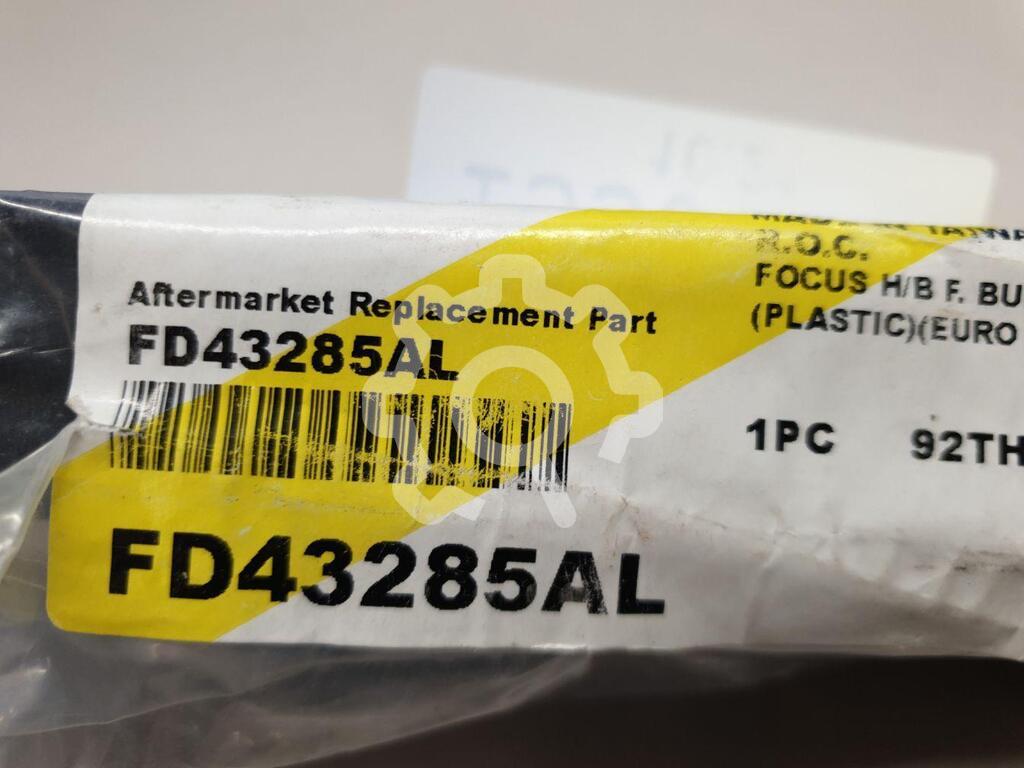 Aftermarket Replacement Part
FD43285AL
FD43285AL
R.O.C.
FOCUS H/B F. BU
(PLASTIC)(EURO
1PC 92TH